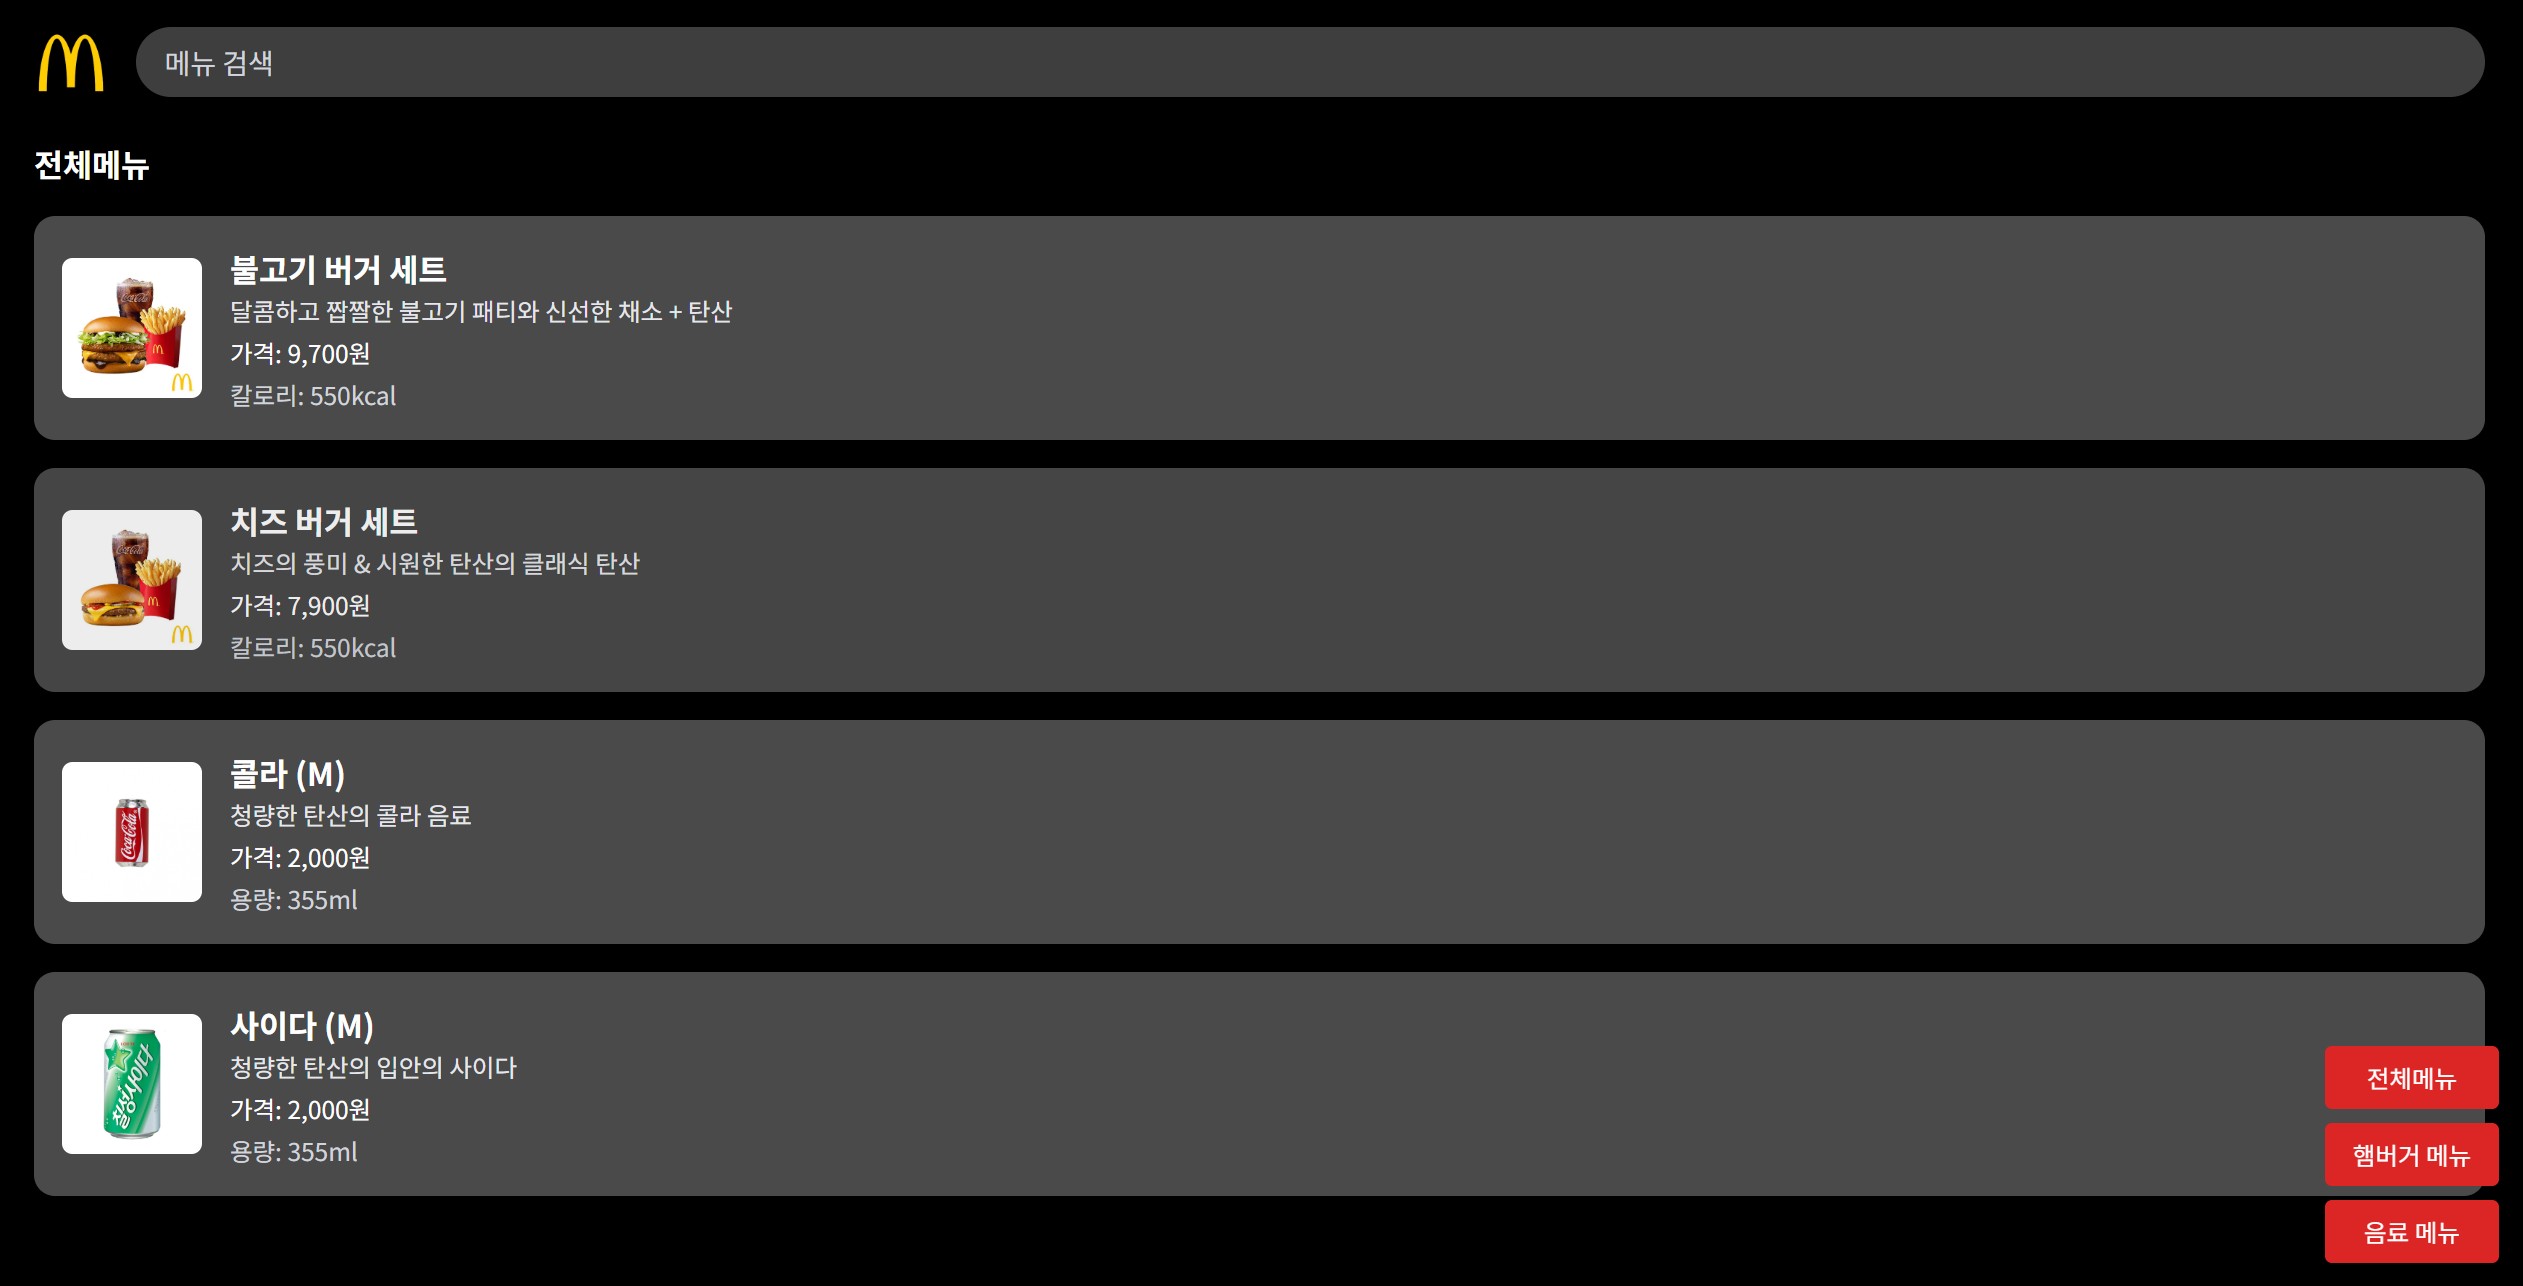 메뉴 검색
전체메뉴
불고기 버거 세트
달콤하고 짭짤한 불고기 패티와 신선한 채소 + 탄산
가격: 9,700원
칼로리: 550kcal
치즈 버거 세트
치즈의 풍미 & 시원한 탄산의 클래식 탄산
가격: 7,900원
칼로리: 550kcal
Coca-Cola
콜라 (M)
청량한 탄산의 콜라 음료
가격: 2,000원
용량: 355ml
칠성사이다
사이다 (M)
청량한 탄산의 입안의 사이다
가격: 2,000원
용량: 355ml
전체메뉴
햄버거 메뉴
음료 메뉴